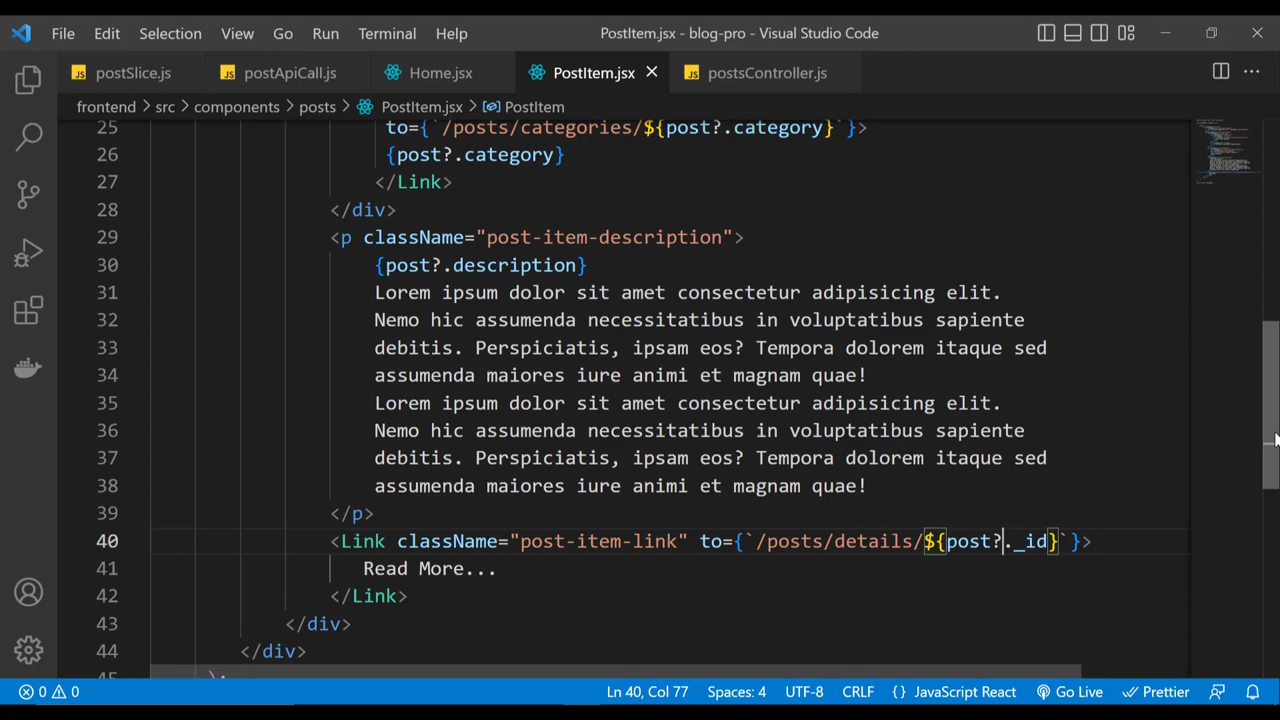 File Edit Selection View Go Run Terminal Help PostItem.jsx - blog-pro - Visual Studio Code
JS postSlice.js JS postApiCall.js Home.jsx PostItem.jsx JS postsController.js
frontend > src > components > posts > PostItem.jsx > PostItem
25 to={`/posts/categories/${post?.category}`}>
26 {post?.category}
27 </Link>
28 </div>
29 <p className="post-item-description">
30 {post?.description}
31 Lorem ipsum dolor sit amet consectetur adipisicing elit.
32 Nemo hic assumenda necessitatibus in voluptatibus sapiente
33 debitis. Perspiciatis, ipsam eos? Tempora dolorem itaque sed
34 assumenda maiores iure animi et magnam quae!
35 Lorem ipsum dolor sit amet consectetur adipisicing elit.
36 Nemo hic assumenda necessitatibus in voluptatibus sapiente
37 debitis. Perspiciatis, ipsam eos? Tempora dolorem itaque sed
38 assumenda maiores iure animi et magnam quae!
39 </p>
40 <Link className="post-item-link" to={`/posts/details/${post?._id}`}>
41 Read More...
42 </Link>
43 </div>
44 </div>
45 );
0 0 Ln 40, Col 77 Spaces: 4 UTF-8 CRLF {} JavaScript React Go Live Prettier